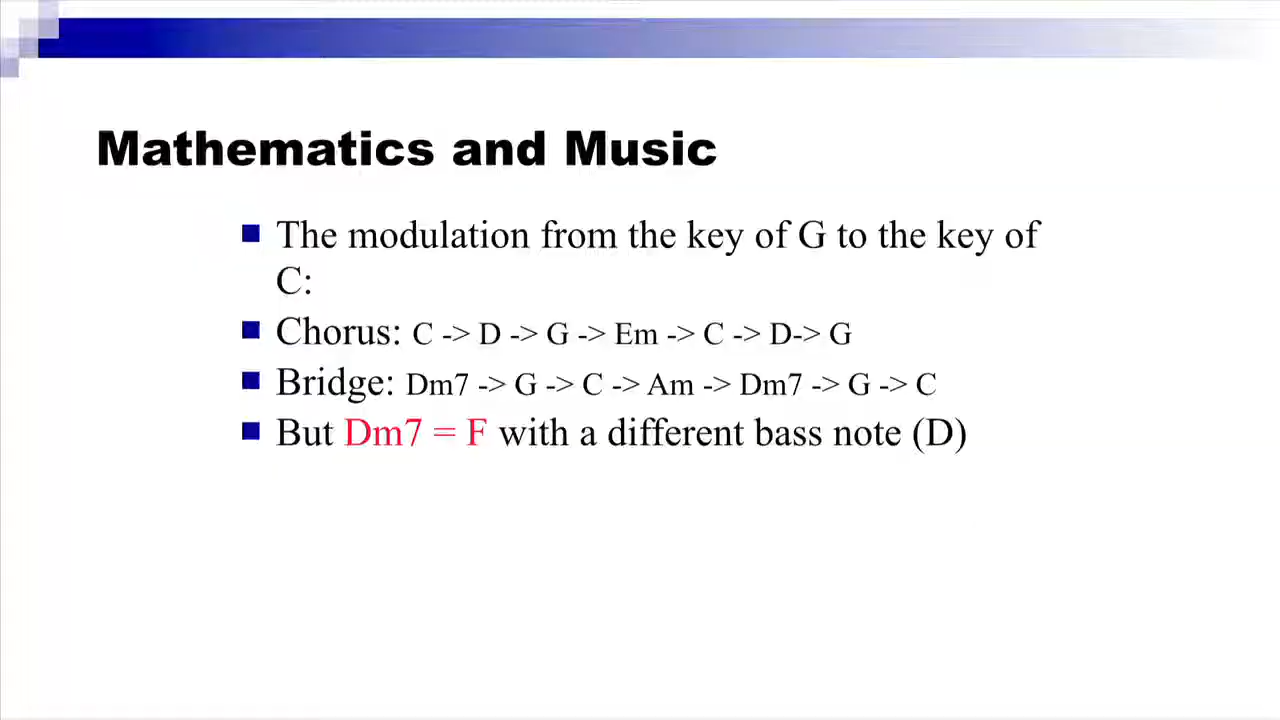 Mathematics and Music
The modulation from the key of G to the key of
C:
Chorus: C -> D -> G -> Em -> C -> D-> G
Bridge: Dm7 -> G -> C -> Am -> Dm7 -> G -> C
But Dm7 = F with a different bass note (D)